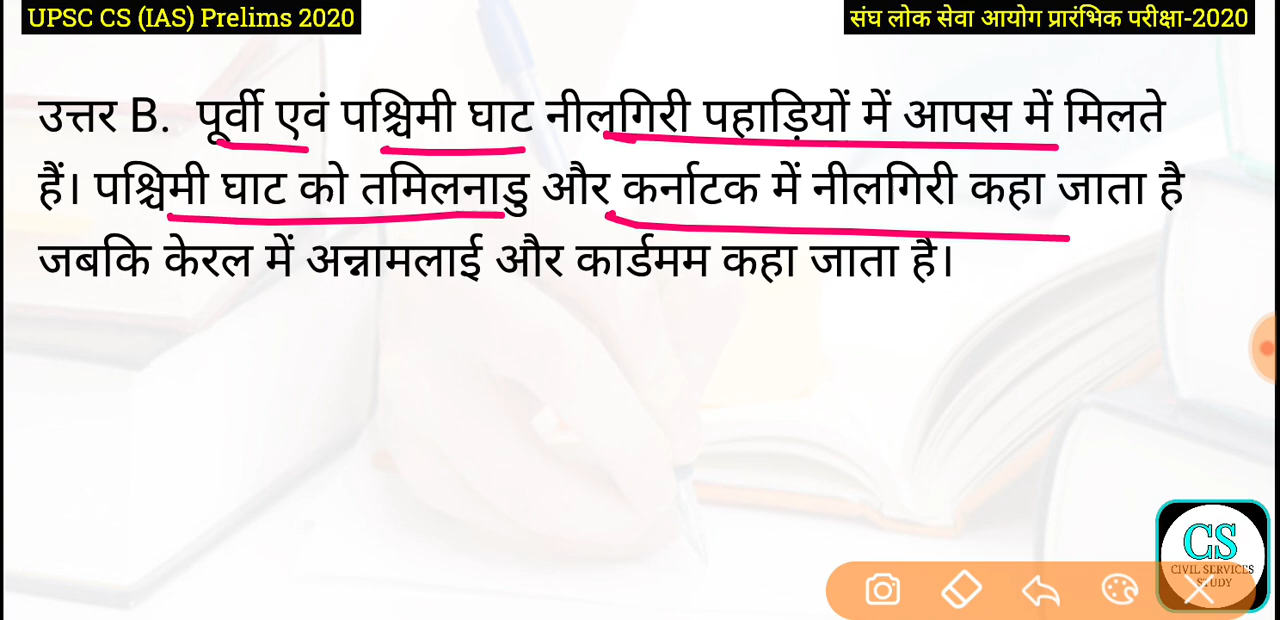 UPSC CS (IAS) Prelims 2020
संघ लोक सेवा आयोग प्रारंभिक परीक्षा-2020
उत्तर B. पूर्वी एवं पश्चिमी घाट नीलगिरी पहाड़ियों में आपस में मिलते
हैं। पश्चिमी घाट को तमिलनाडु और कर्नाटक में नीलगिरी कहा जाता है
जबकि केरल में अन्नामलाई और कार्डमम कहा जाता है।
CS
CIVIL SERVICES
STUDY